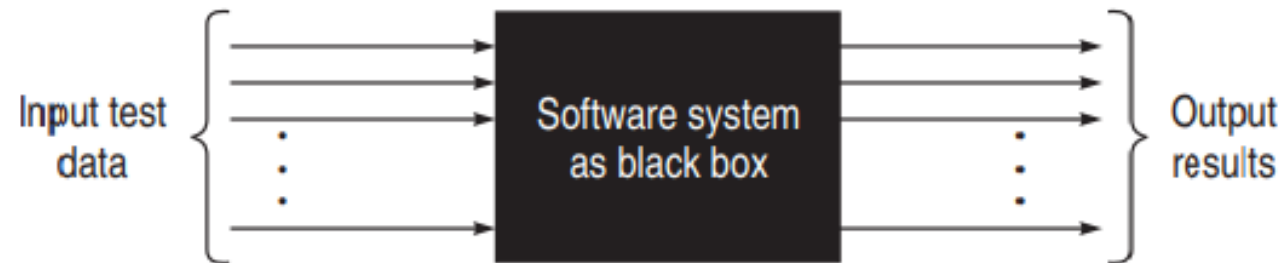 Input test
data
Software system
as black box
Output
results